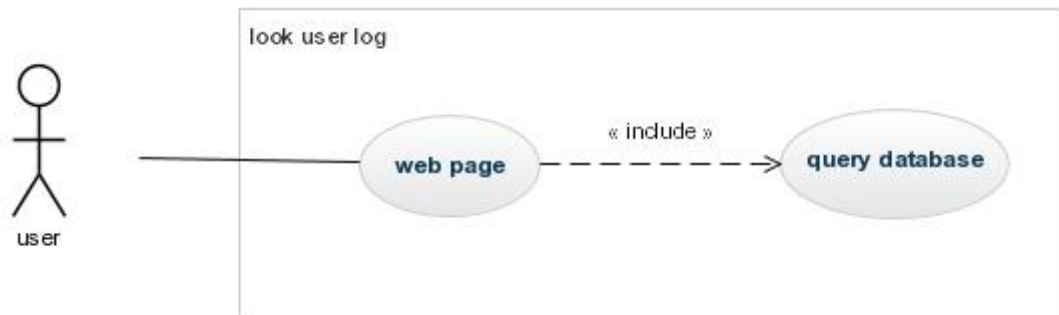 look user log
« include »
web page
query database
user